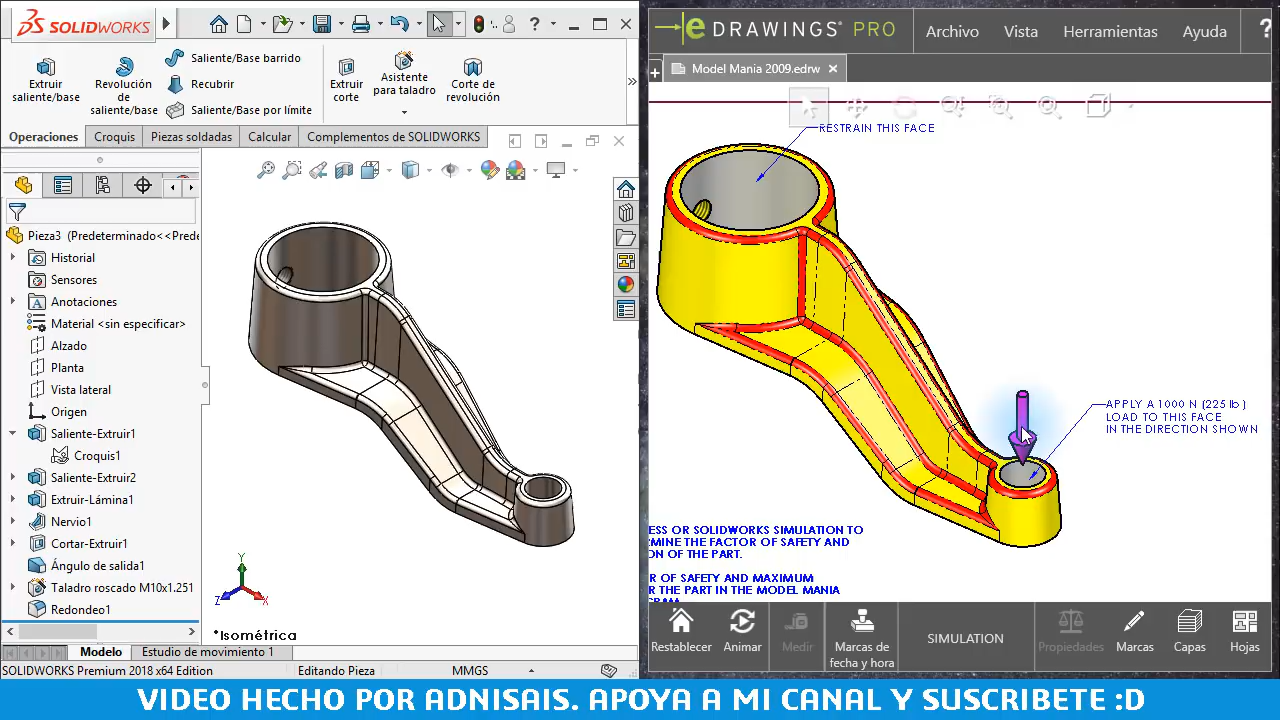 SOLIDWORKS
?
Extruir saliente/base
Revolución de saliente/base
Saliente/Base barrido
Recubrir
Saliente/Base por límite
Extruir corte
Asistente para taladro
Corte de revolución
Operaciones
Croquis
Piezas soldadas
Calcular
Complementos de SOLIDWORKS
Pieza3 (Predeterminado<<Prede
Historial
Sensores
Anotaciones
Material <sin especificar>
Alzado
Planta
Vista lateral
Origen
Saliente-Extruir1
Croquis1
Saliente-Extruir2
Extruir-Lámina1
Nervio1
Cortar-Extruir1
Ángulo de salida1
Taladro roscado M10x1.251
Redondeo1
Y
Z
X
*Isométrica
Modelo
Estudio de movimiento 1
SOLIDWORKS Premium 2018 x64 Edition
Editando Pieza
MMGS
eDRAWINGS® PRO
Archivo
Vista
Herramientas
Ayuda
?
Model Mania 2009.edrw
RESTRAIN THIS FACE
APPLY A 1000 N (225 lb )
LOAD TO THIS FACE
IN THE DIRECTION SHOWN
ESS OR SOLIDWORKS SIMULATION TO
RMINE THE FACTOR OF SAFETY AND
ON OF THE PART.
R OF SAFETY AND MAXIMUM
R THE PART IN THE MODEL MANIA
Restablecer
Animar
Medir
Marcas de
fecha y hora
SIMULATION
Propiedades
Marcas
Capas
Hojas
VIDEO HECHO POR ADNISAIS. APOYA A MI CANAL Y SUSCRIBETE :D